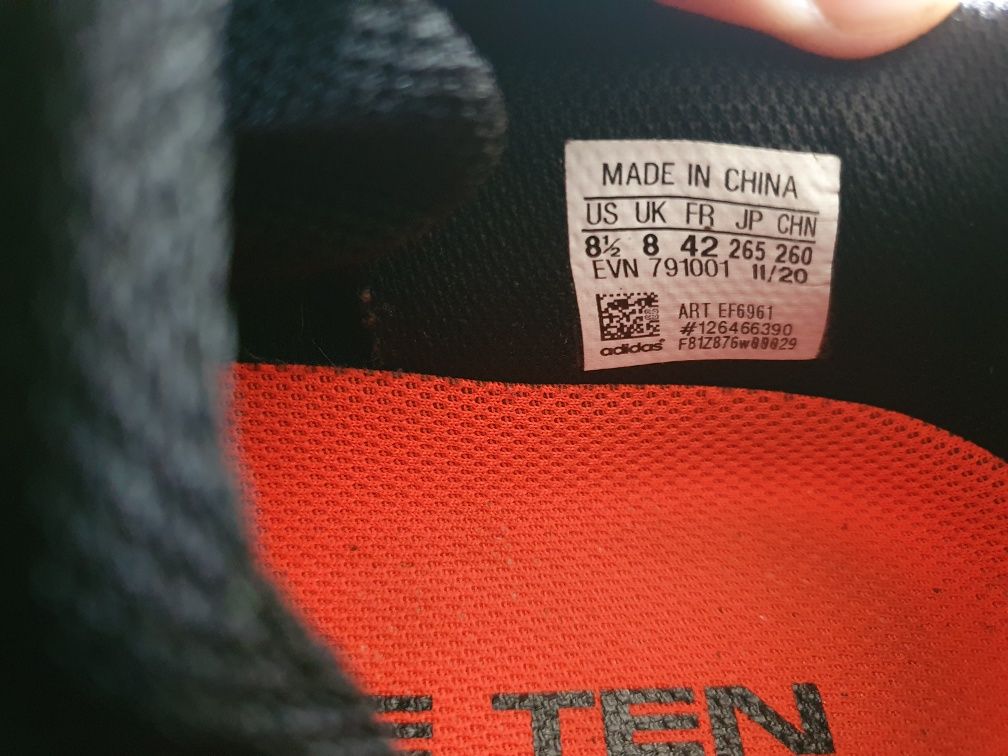 MADE IN CHINA
US UK FR JP CHN
8½ 8 42 265 260
EVN 791001 11/20
ART EF6961
#126466390
adidas
TEN